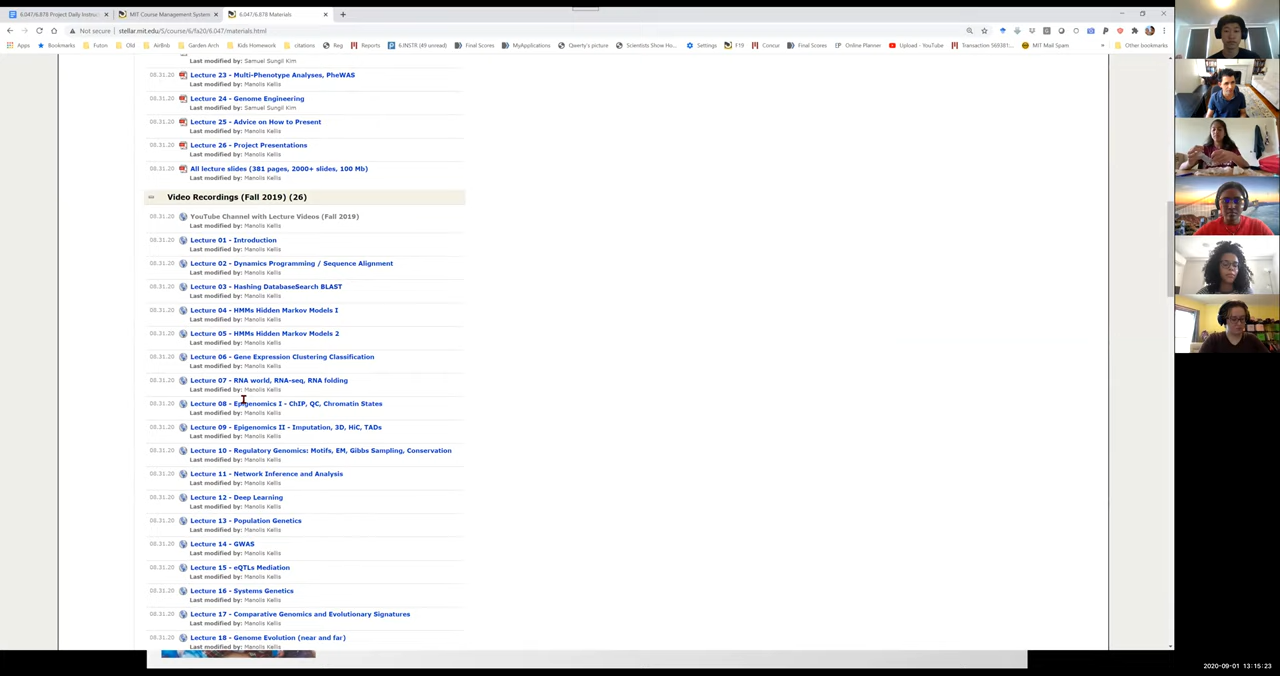 6.047/6.878 Project Daily Instru
MIT Course Management System
6.047/6.878 Materials
Not secure
stellar.mit.edu/S/course/6/fa20/6.047/materials.html
Apps
Bookmarks
Futon
Old
AirBnb
Garden Arch
Kids Homework
citations
Reg
Reports
6.INSTR (49 unread)
Final Scores
MyApplications
Qwerty's picture
Scientists Show Ho...
Settings
F19
Concur
Final Scores
Online Planner
Upload - YouTube
Transaction 569381:...
MIT Mail Spam
Other bookmarks
Last modified by: Samuel Sungil Kim
08.31.20 Lecture 23 - Multi-Phenotype Analyses, PheWAS
Last modified by: Manolis Kellis
08.31.20 Lecture 24 - Genome Engineering
Last modified by: Samuel Sungil Kim
08.31.20 Lecture 25 - Advice on How to Present
Last modified by: Manolis Kellis
08.31.20 Lecture 26 - Project Presentations
Last modified by: Manolis Kellis
08.31.20 All lecture slides (381 pages, 2000+ slides, 100 Mb)
Last modified by: Manolis Kellis
Video Recordings (Fall 2019) (26)
08.31.20 YouTube Channel with Lecture Videos (Fall 2019)
Last modified by: Manolis Kellis
08.31.20 Lecture 01 - Introduction
Last modified by: Manolis Kellis
08.31.20 Lecture 02 - Dynamics Programming / Sequence Alignment
Last modified by: Manolis Kellis
08.31.20 Lecture 03 - Hashing DatabaseSearch BLAST
Last modified by: Manolis Kellis
08.31.20 Lecture 04 - HMMs Hidden Markov Models I
Last modified by: Manolis Kellis
08.31.20 Lecture 05 - HMMs Hidden Markov Models 2
Last modified by: Manolis Kellis
08.31.20 Lecture 06 - Gene Expression Clustering Classification
Last modified by: Manolis Kellis
08.31.20 Lecture 07 - RNA world, RNA-seq, RNA folding
Last modified by: Manolis Kellis
08.31.20 Lecture 08 - Epigenomics I - ChIP, QC, Chromatin States
Last modified by: Manolis Kellis
08.31.20 Lecture 09 - Epigenomics II - Imputation, 3D, HiC, TADs
Last modified by: Manolis Kellis
08.31.20 Lecture 10 - Regulatory Genomics: Motifs, EM, Gibbs Sampling, Conservation
Last modified by: Manolis Kellis
08.31.20 Lecture 11 - Network Inference and Analysis
Last modified by: Manolis Kellis
08.31.20 Lecture 12 - Deep Learning
Last modified by: Manolis Kellis
08.31.20 Lecture 13 - Population Genetics
Last modified by: Manolis Kellis
08.31.20 Lecture 14 - GWAS
Last modified by: Manolis Kellis
08.31.20 Lecture 15 - eQTLs Mediation
Last modified by: Manolis Kellis
08.31.20 Lecture 16 - Systems Genetics
Last modified by: Manolis Kellis
08.31.20 Lecture 17 - Comparative Genomics and Evolutionary Signatures
Last modified by: Manolis Kellis
08.31.20 Lecture 18 - Genome Evolution (near and far)
Last modified by: Manolis Kellis
2020-09-01 13:15:23